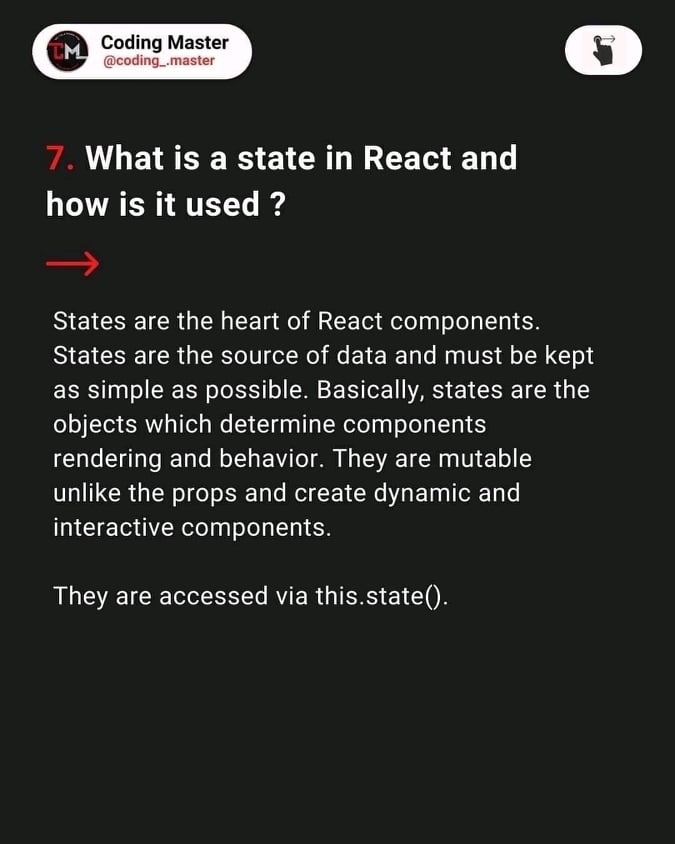 Coding Master
@coding_.master
7. What is a state in React and
how is it used ?
States are the heart of React components.
States are the source of data and must be kept
as simple as possible. Basically, states are the
objects which determine components
rendering and behavior. They are mutable
unlike the props and create dynamic and
interactive components.
They are accessed via this.state().